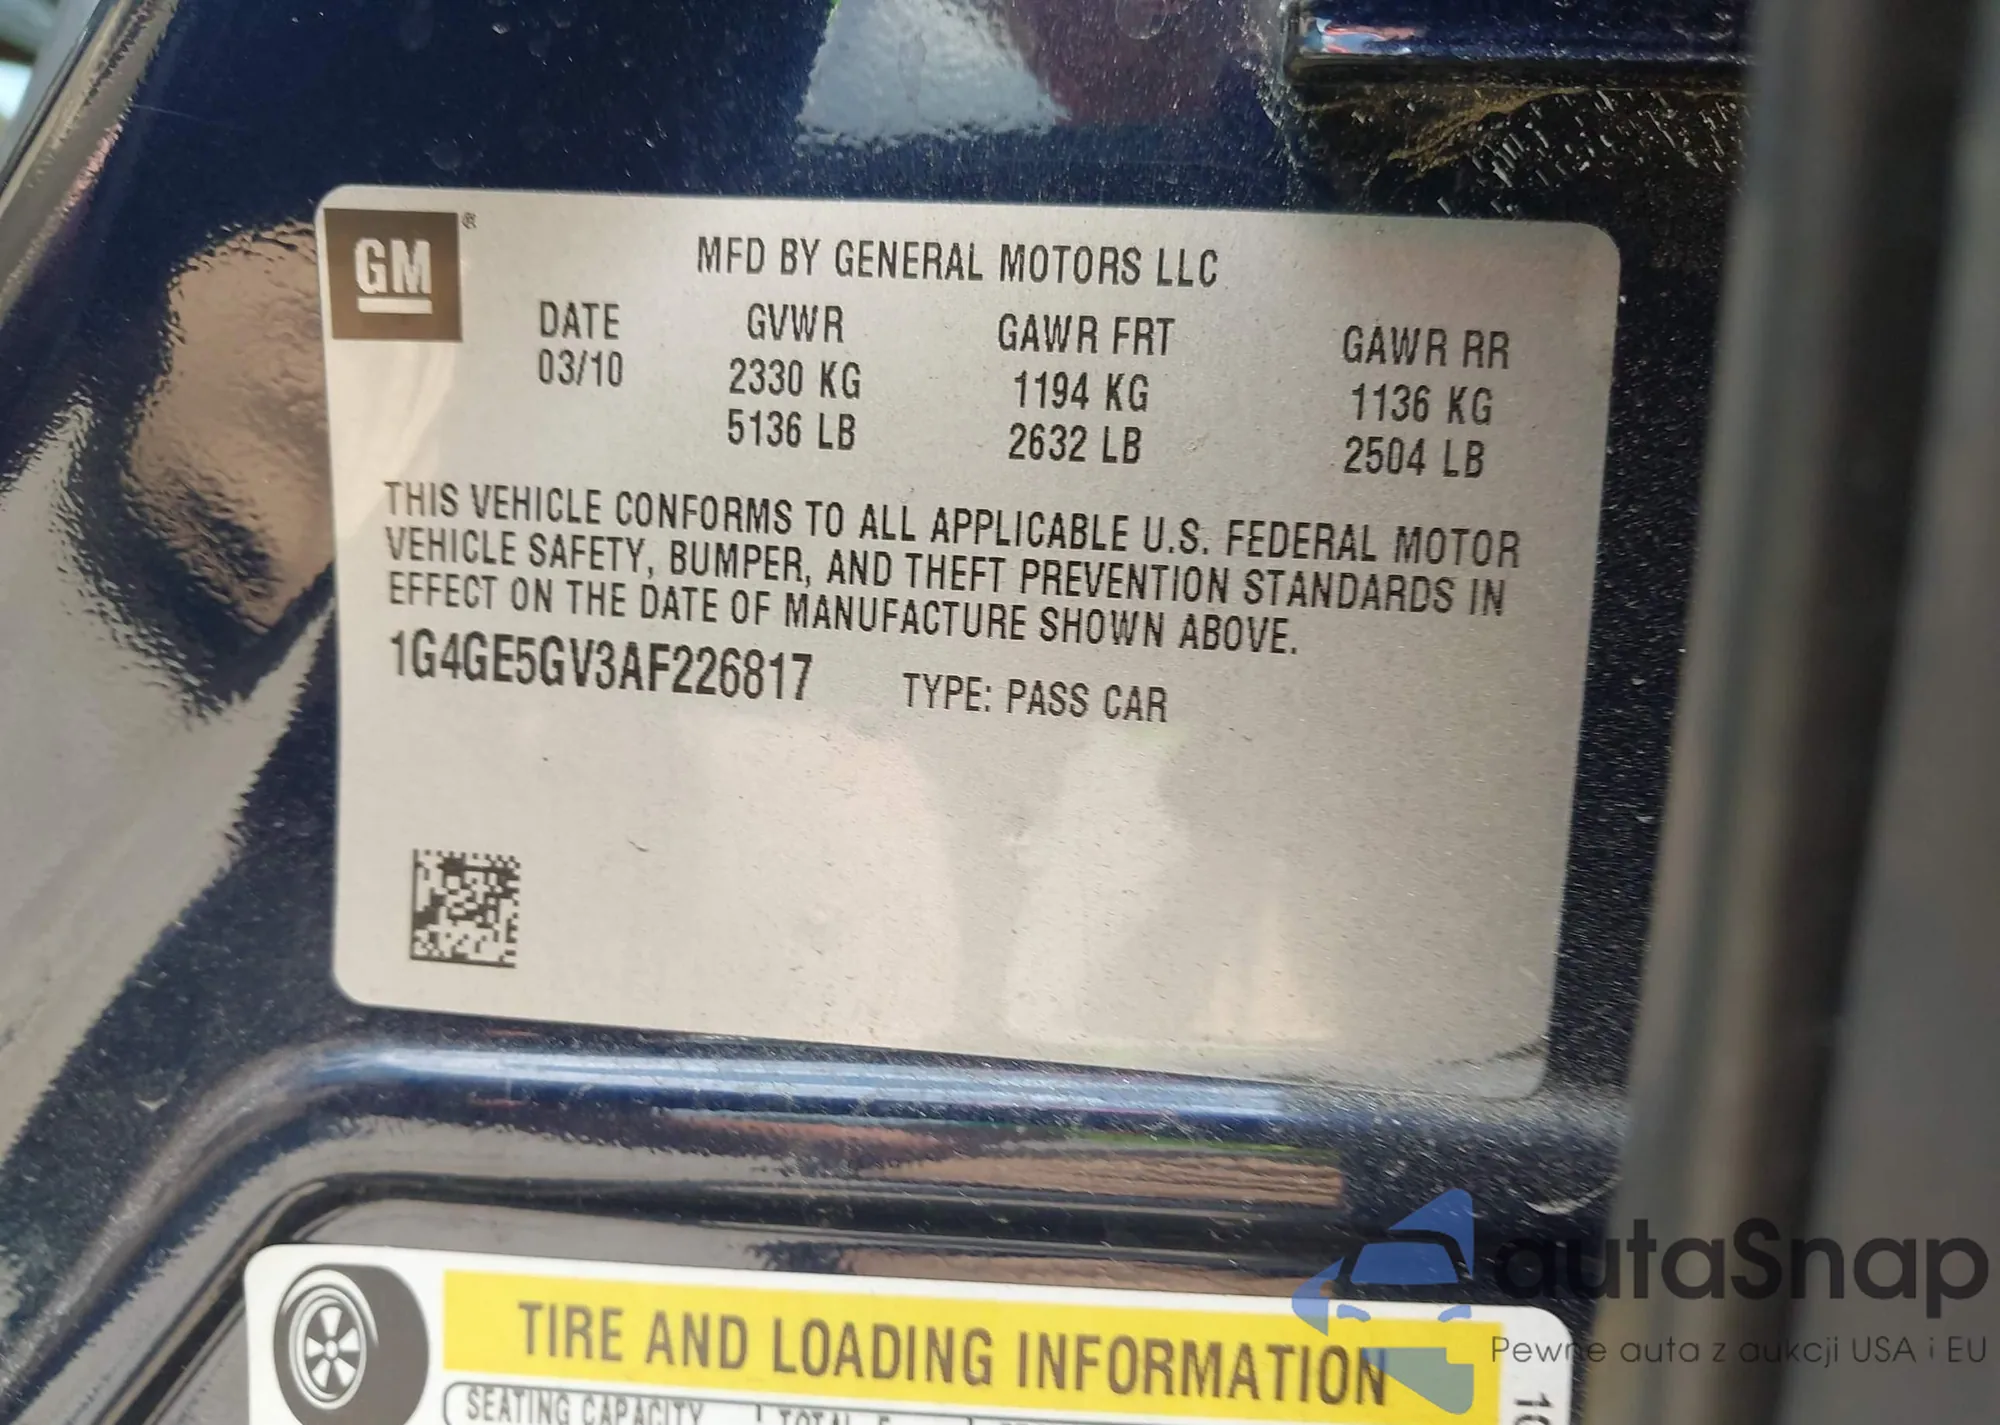 GM ®
MFD BY GENERAL MOTORS LLC
DATE GVWR GAWR FRT GAWR RR
03/10 2330 KG 1194 KG 1136 KG
5136 LB 2632 LB 2504 LB
THIS VEHICLE CONFORMS TO ALL APPLICABLE U.S. FEDERAL MOTOR
VEHICLE SAFETY, BUMPER, AND THEFT PREVENTION STANDARDS IN
EFFECT ON THE DATE OF MANUFACTURE SHOWN ABOVE.
1G4GE5GV3AF226817 TYPE: PASS CAR
TIRE AND LOADING INFORMATION
SEATING CAPACITY TOTAL
autaSnap
Pewne auta z aukcji USA i EU